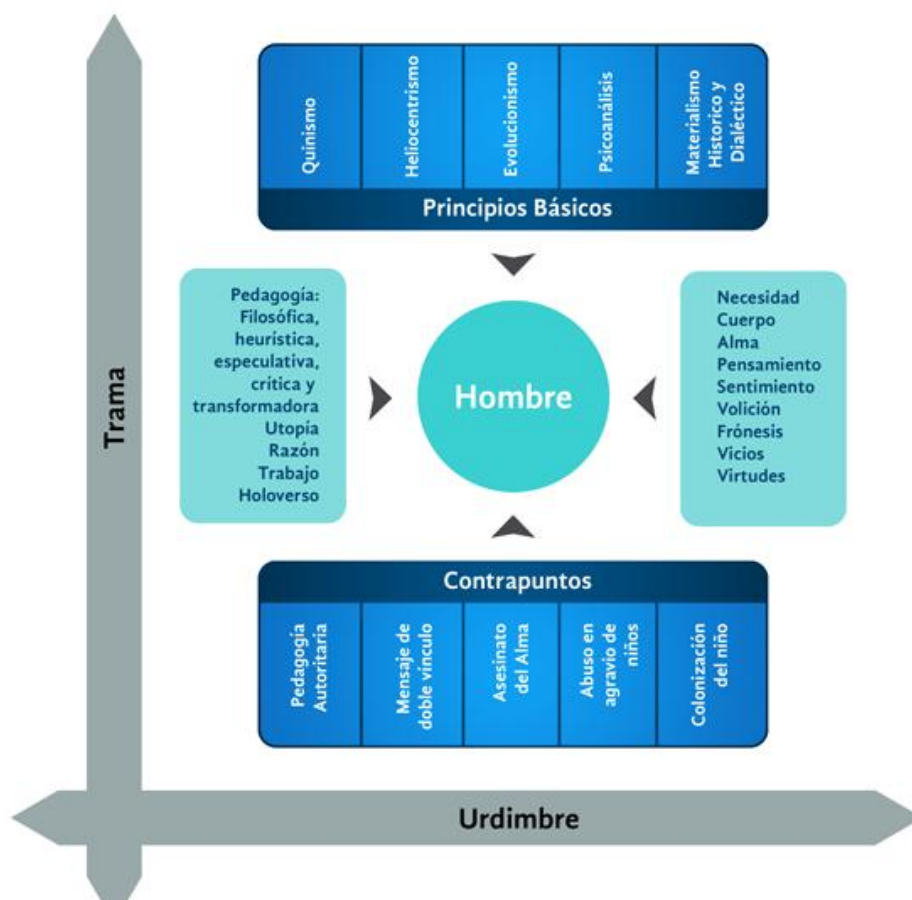 Trama
Quinismo
Heliocentrismo
Evolucionismo
Psicoanálisis
Materialismo
Historico y
Dialéctico
Principios Básicos
Pedagogía:
Filosófica,
heurística,
especulativa,
crítica y
transformadora
Utopía
Razón
Trabajo
Holoverso
Hombre
Necesidad
Cuerpo
Alma
Pensamiento
Sentimiento
Volición
Frónesis
Vicios
Virtudes
Contrapuntos
Pedagogía
Autoritaria
Mensaje de
doble vínculo
Asesinato
del Alma
Abuso en
agravio de
niños
Colonización
del niño
Urdimbre